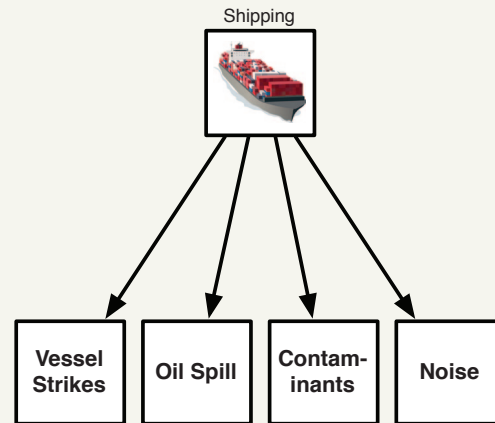 Shipping
Vessel
Strikes
Oil Spill
Contam-
inants
Noise